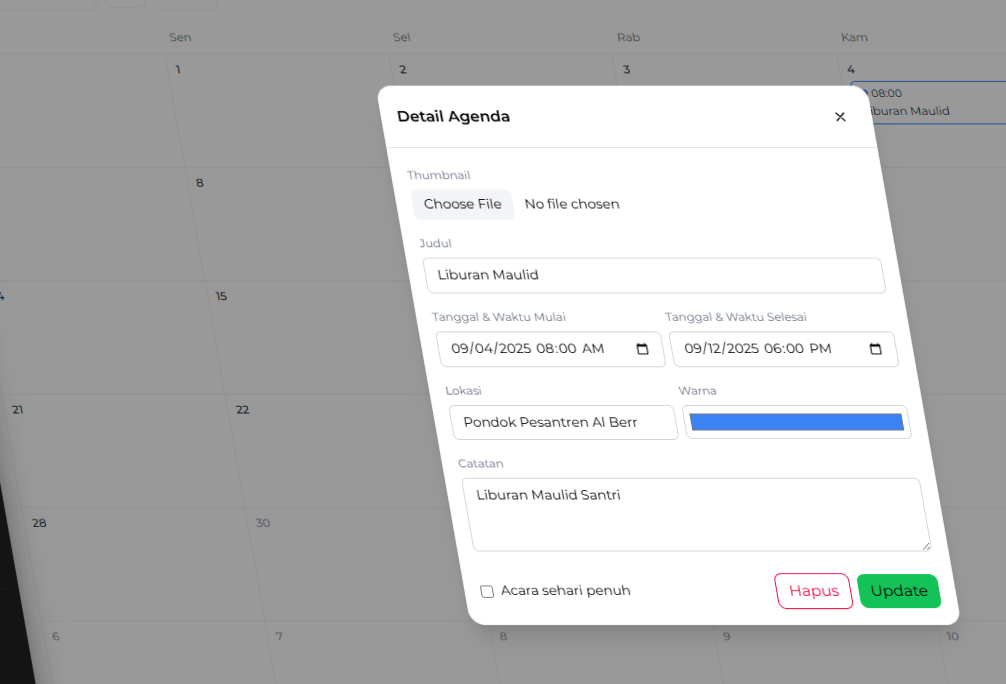 Sen Sel Rab Kam
1 2 3 4
08:00
Detail Agenda ×
buran Maulid
Thumbnail
8
Choose File No file chosen
Judul
Liburan Maulid
4 15
Tanggal & Waktu Mulai Tanggal & Waktu Selesai
09/04/2025 08:00 AM 09/12/2025 06:00 PM
Lokasi Warna
21 22
Pondok Pesantren Al Berr
Catatan
Liburan Maulid Santri
28 30
Acara sehari penuh Hapus Update
6 7 8 9 10